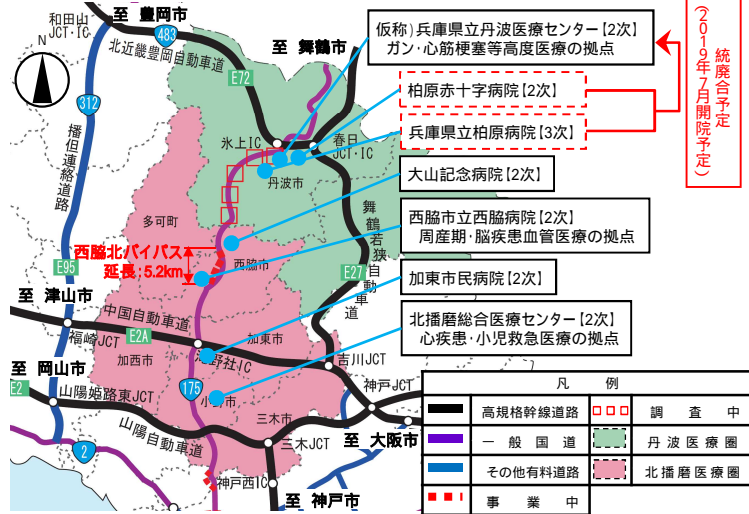 和田山
JCT・IC
至 豊岡市
483
北近畿豊岡自動車道
至 舞鶴市
E72
312
播但連絡道路
氷上IC
春日
JCT・IC
丹波市
多可町
西脇北バイパス
延長:5.2km
西脇市
舞鶴若狭自動車道
E27
E95
至 津山市
中国自動車道
E2A
福崎JCT
加西市
加東市
滝野社IC
吉川JCT
至 岡山市
E2
山陽姫路東JCT
山陽自動車道
175
小野市
三木市
三木JCT
神戸JCT
至 大阪市
2
神戸西IC
至 神戸市
仮称)兵庫県立丹波医療センター【2次】
ガン・心筋梗塞等高度医療の拠点
柏原赤十字病院【2次】
兵庫県立柏原病院【3次】
統廃合予定
(2019年7月開院予定)
大山記念病院【2次】
西脇市立西脇病院【2次】
周産期・脳疾患血管医療の拠点
加東市民病院【2次】
北播磨総合医療センター【2次】
心疾患・小児救急医療の拠点
凡例
高規格幹線道路
調査中
一般国道
丹波医療圏
その他有料道路
北播磨医療圏
事業中